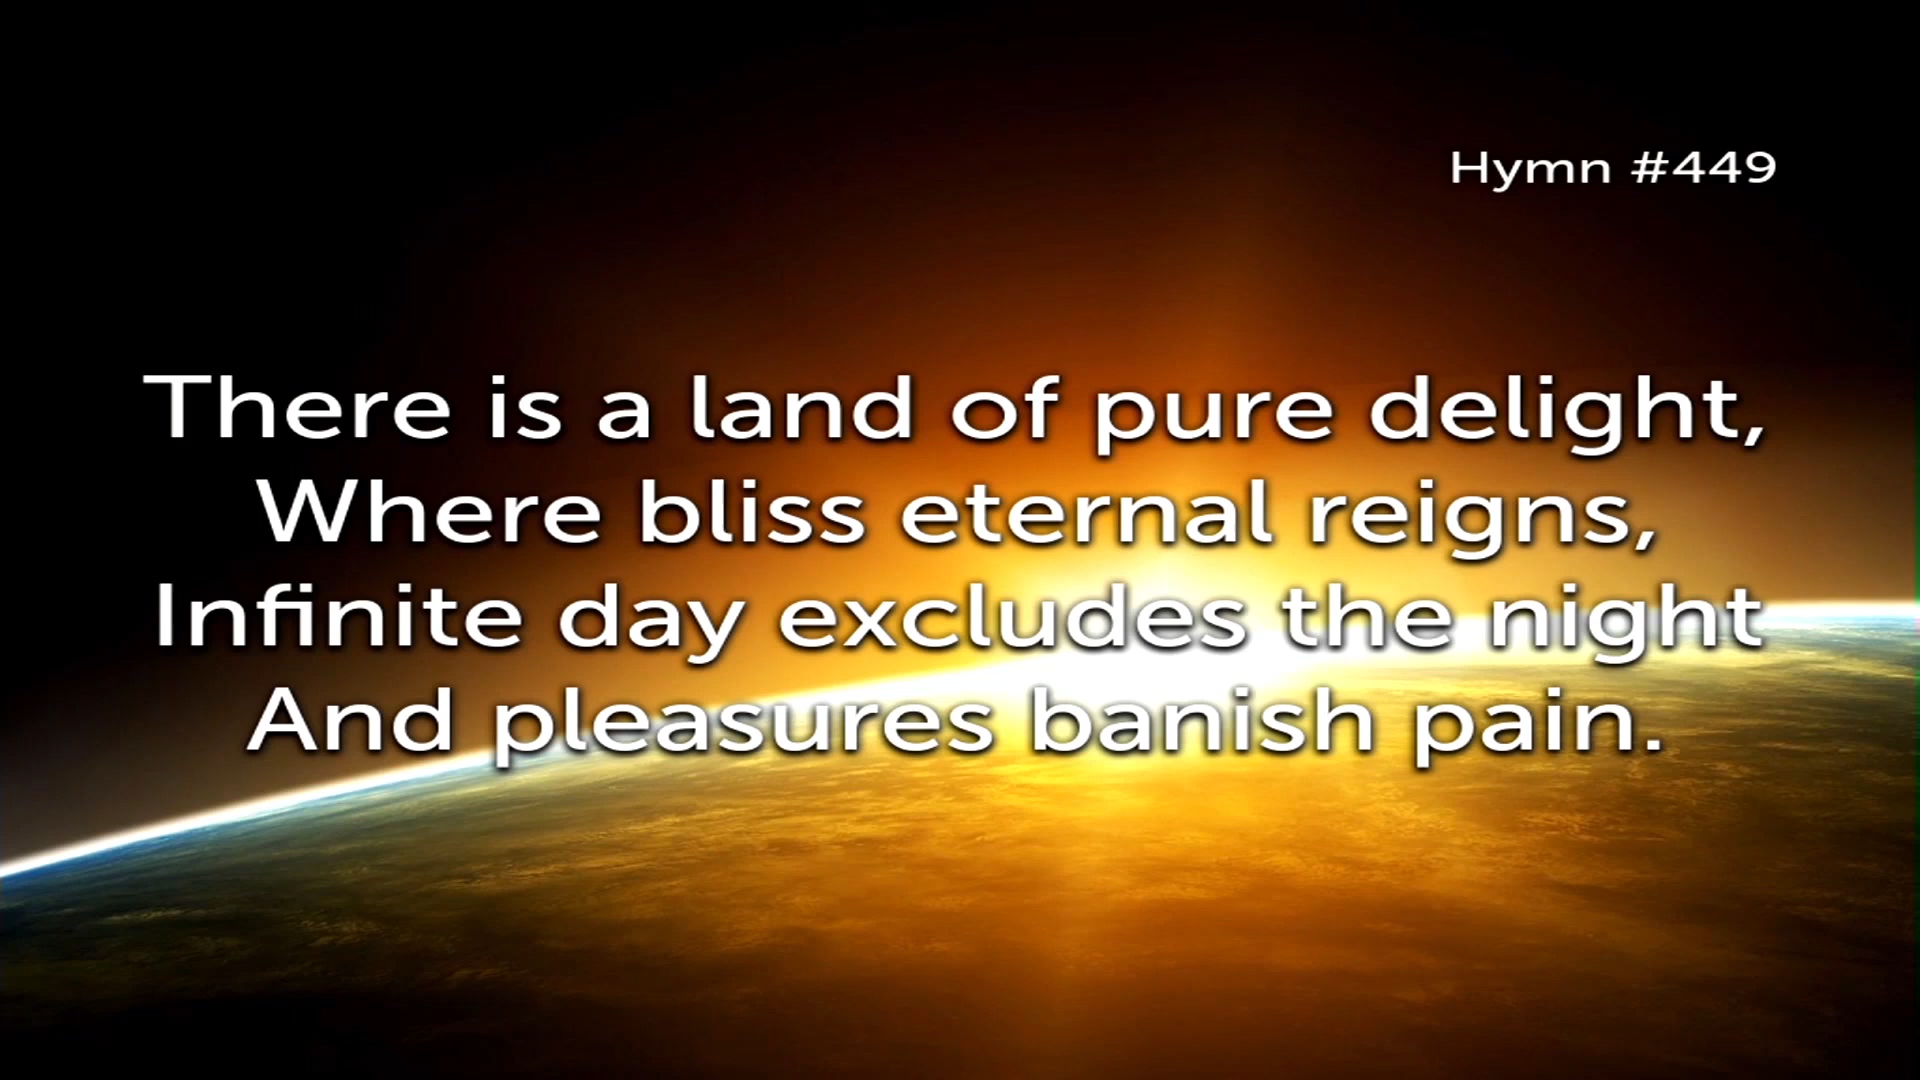 Hymn #449
There is a land of pure delight,
Where bliss eternal reigns,
Infinite day excludes the night
And pleasures banish pain.